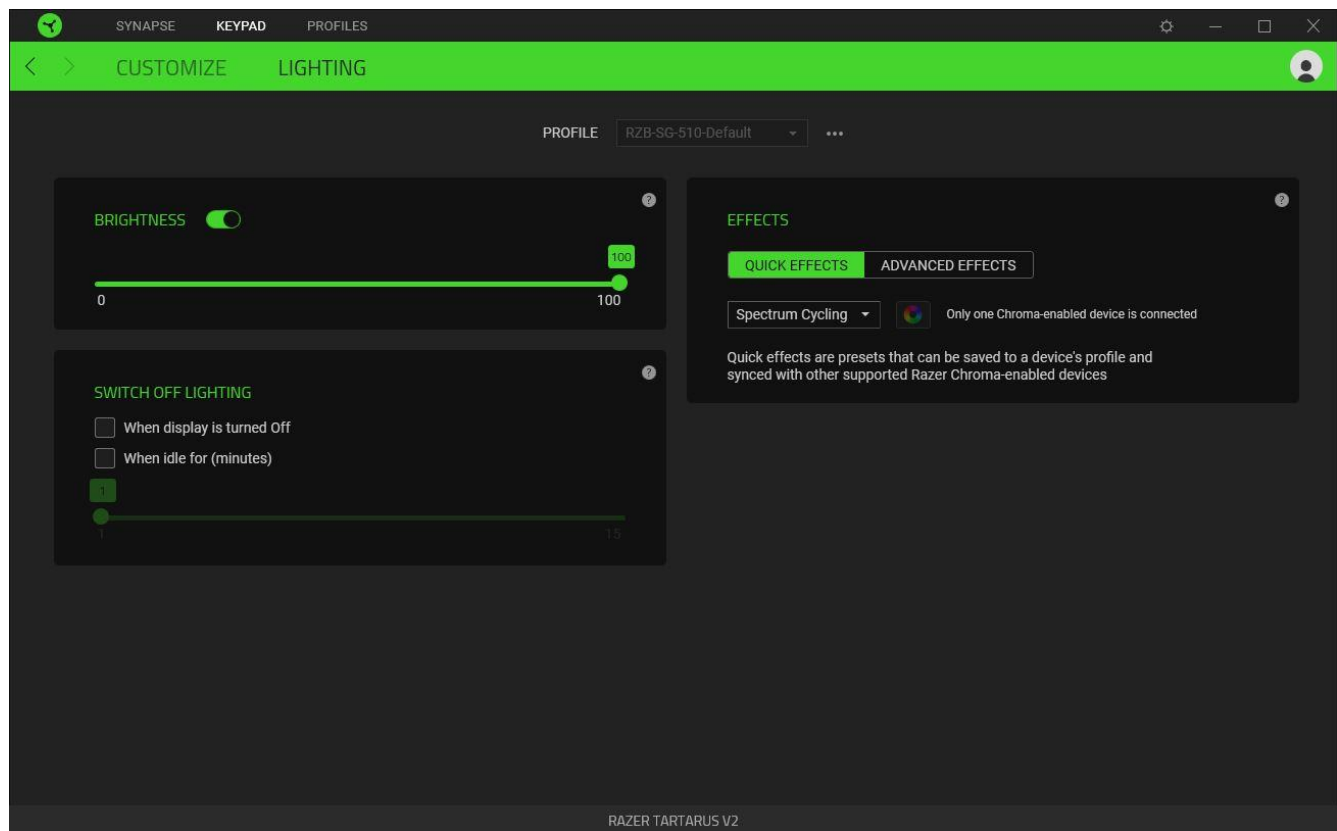 SYNAPSE KEYPAD PROFILES
CUSTOMIZE LIGHTING
PROFILE RZB-SG-510-Default
BRIGHTNESS
100
0 100
SWITCH OFF LIGHTING
When display is turned Off
When idle for (minutes)
1
1 15
EFFECTS
QUICK EFFECTS ADVANCED EFFECTS
Spectrum Cycling Only one Chroma-enabled device is connected
Quick effects are presets that can be saved to a device's profile and
synced with other supported Razer Chroma-enabled devices
RAZER TARTARUS V2